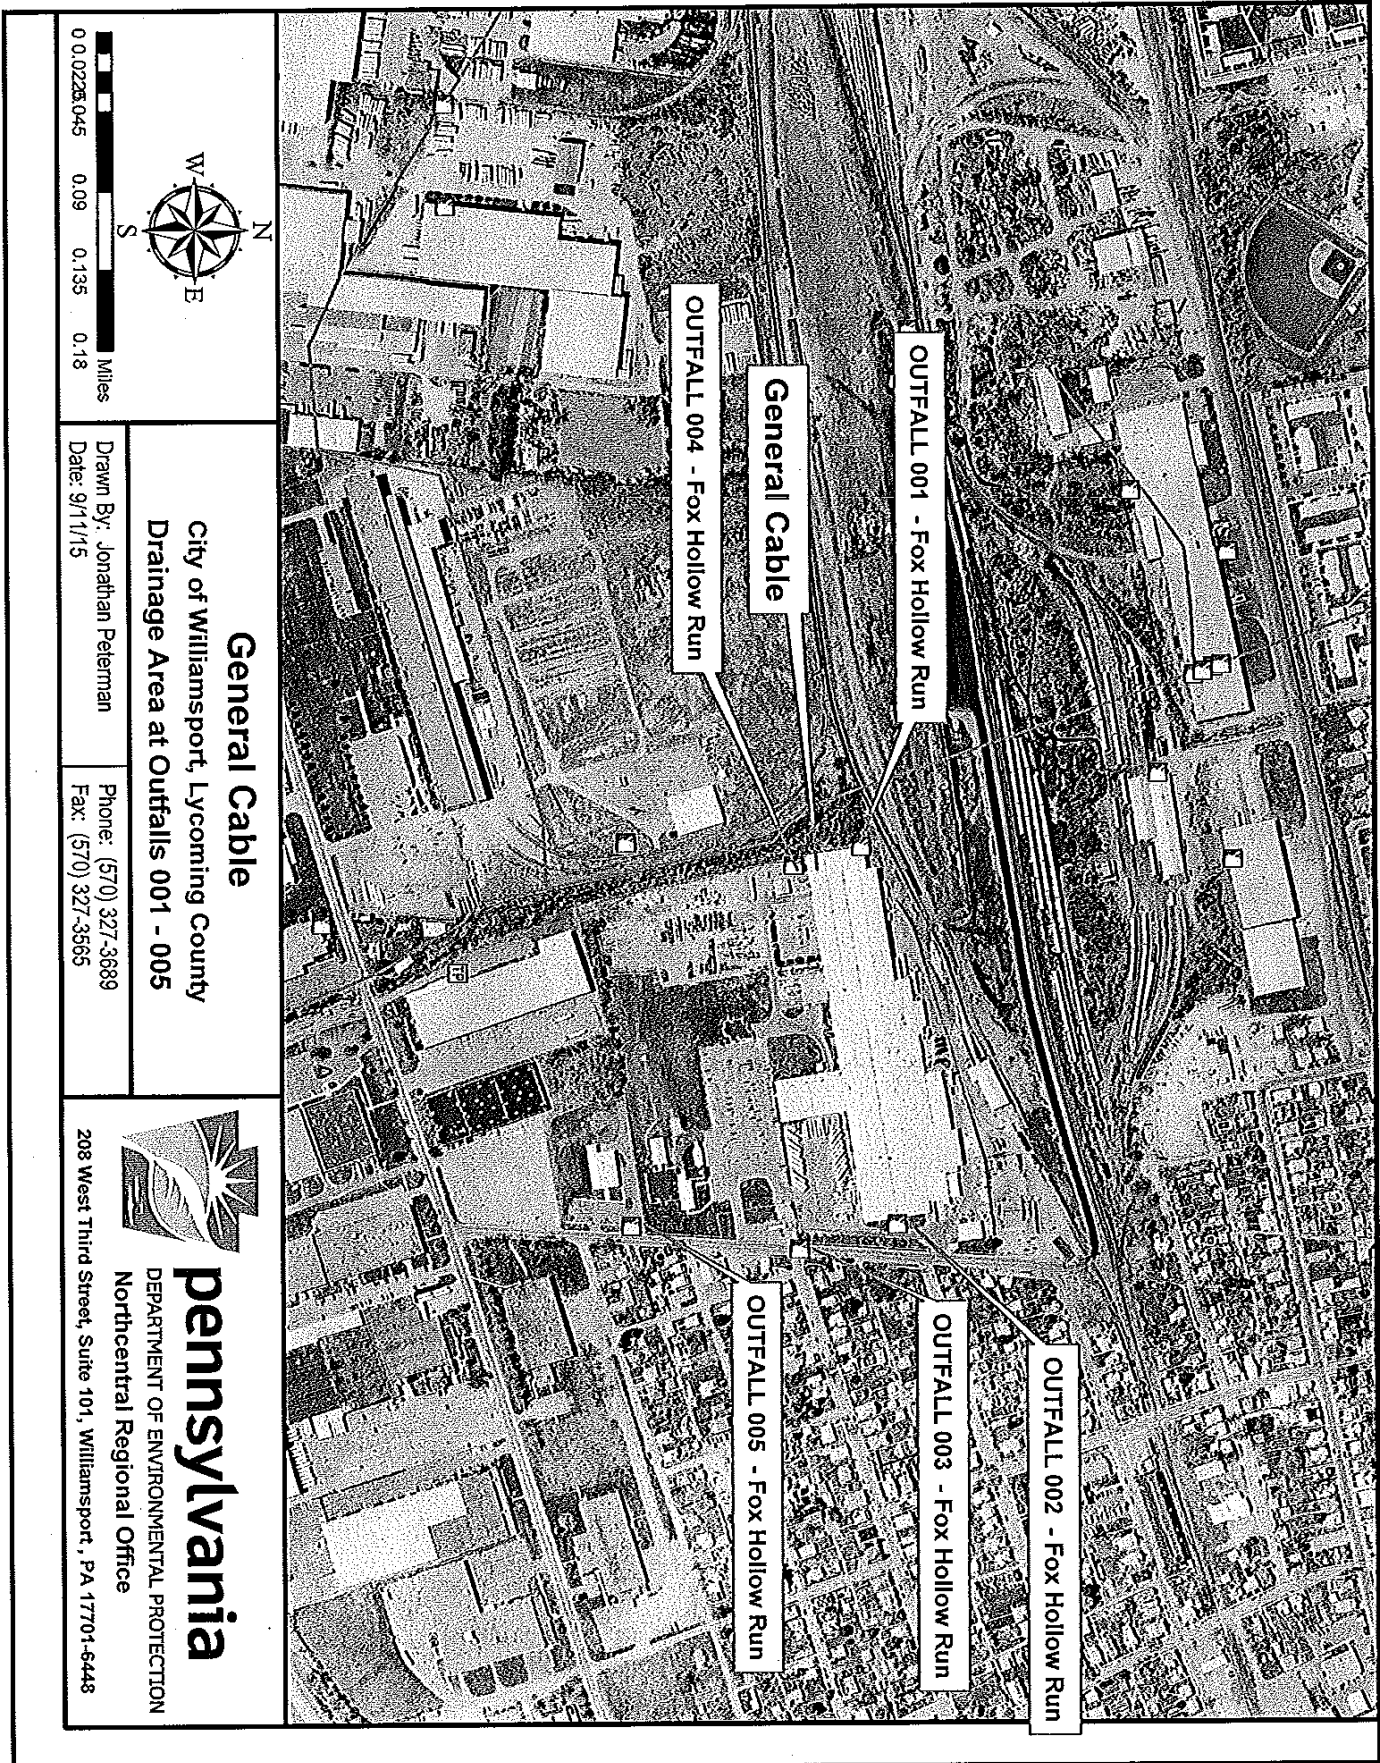 OUTFALL 002 - Fox Hollow Run
OUTFALL 001 - Fox Hollow Run
OUTFALL 003 - Fox Hollow Run
General Cable
OUTFALL 004 - Fox Hollow Run
OUTFALL 005 - Fox Hollow Run
N
W
E
S
0 0.0225.045 0.09 0.135 0.18
Miles
General Cable
City of Williamsport, Lycoming County
Drainage Area at Outfalls 001 - 005
Drawn By: Jonathan Peterman
Date: 9/11/15
Phone: (570) 327-3689
Fax: (570) 327-3565
pennsylvania
DEPARTMENT OF ENVIRONMENTAL PROTECTION
Northcentral Regional Office
208 West Third Street, Suite 101, Williamsport, PA 17701-6448